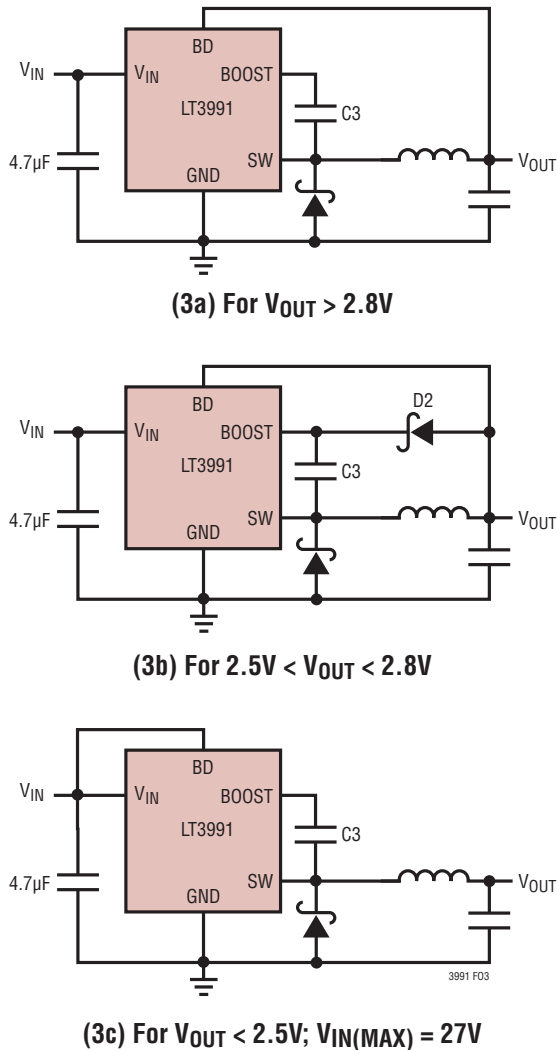 BD
V_IN
V_IN
BOOST
LT3991
C3
4.7µF
SW
V_OUT
GND
(3a) For V_OUT > 2.8V
BD
D2
V_IN
V_IN
BOOST
LT3991
C3
4.7µF
SW
V_OUT
GND
(3b) For 2.5V < V_OUT < 2.8V
BD
V_IN
V_IN
BOOST
LT3991
C3
4.7µF
SW
V_OUT
GND
3991 F03
(3c) For V_OUT < 2.5V; V_IN(MAX) = 27V